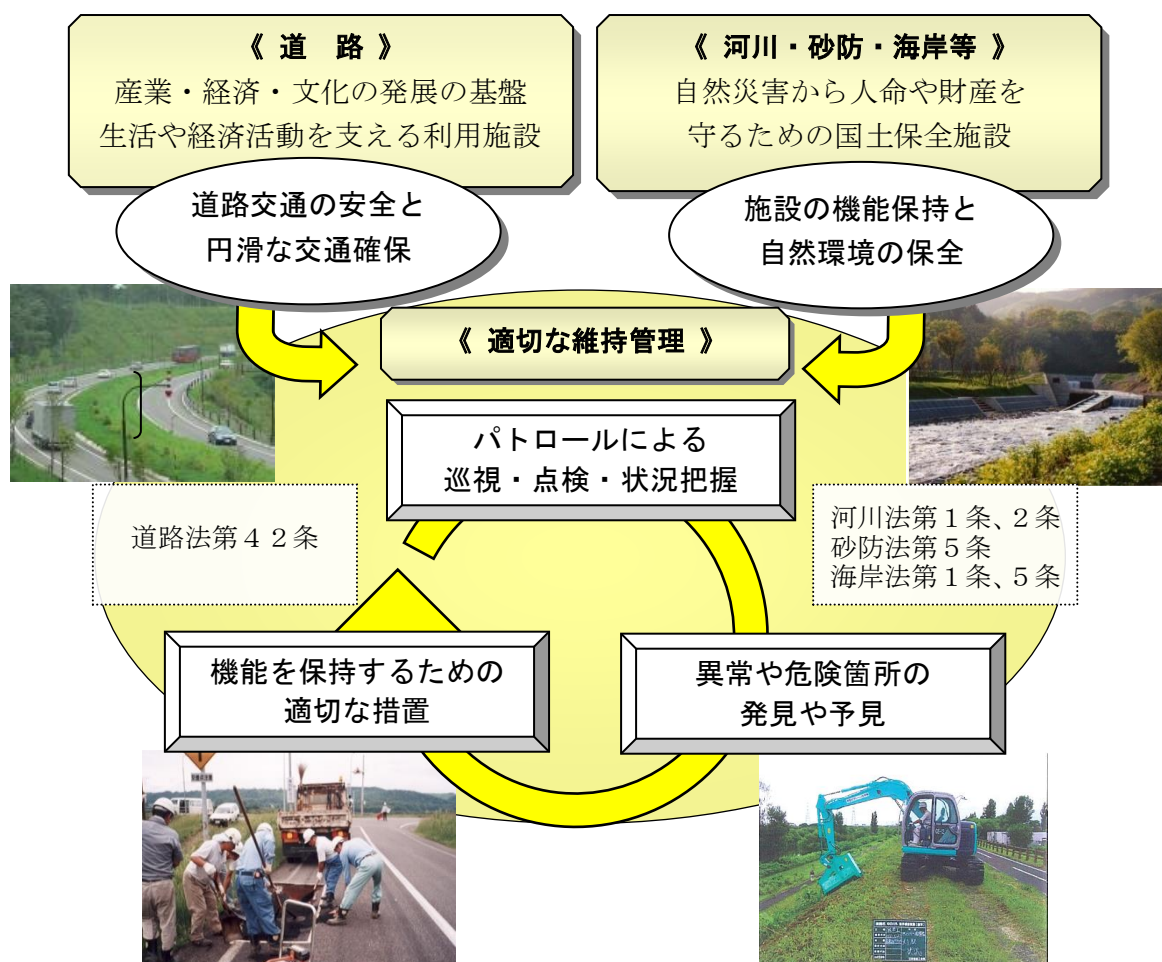 《 道　路 》
産業・経済・文化の発展の基盤
生活や経済活動を支える利用施設
道路交通の安全と
円滑な交通確保
《 河川・砂防・海岸等 》
自然災害から人命や財産を
守るための国土保全施設
施設の機能保持と
自然環境の保全
《 適切な維持管理 》
パトロールによる
巡視・点検・状況把握
道路法第４２条
河川法第１条、２条
砂防法第５条
海岸法第１条、５条
機能を保持するための
適切な措置
異常や危険箇所の
発見や予見